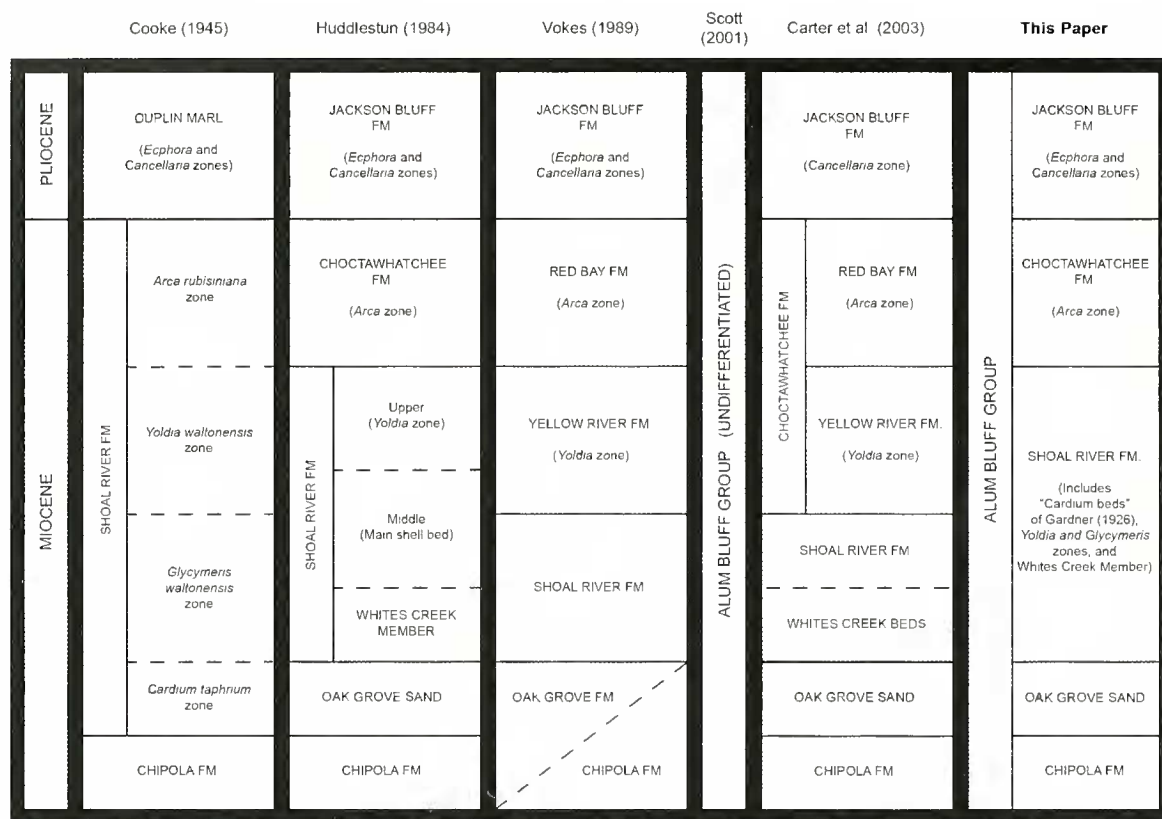 Cooke (1945)
Huddlestun (1984)
Vokes (1989)
Scott
(2001)
Carter et al (2003)
This Paper
PLIOCENE
MIOCENE
DUPLIN MARL
(Ecphora and
Cancellaria zones)
SHOAL RIVER FM
Arca rubisiniana
zone
Yoldia waltonensis
zone
Glycymeris
waltonensis
zone
Cardium taphrium
zone
CHIPOLA FM
JACKSON BLUFF
FM
(Ecphora and
Cancellaria zones)
CHOCTAWHATCHEE
FM
(Arca zone)
SHOAL RIVER FM
Upper
(Yoldia zone)
Middle
(Main shell bed)
WHITES CREEK
MEMBER
OAK GROVE SAND
CHIPOLA FM
JACKSON BLUFF
FM
(Ecphora and
Cancellaria zones)
RED BAY FM
(Arca zone)
YELLOW RIVER FM
(Yoldia zone)
SHOAL RIVER FM
OAK GROVE FM
CHIPOLA FM
ALUM BLUFF GROUP (UNDIFFERENTIATED)
JACKSON BLUFF
FM
(Cancellaria zone)
CHOCTAWHATCHEE FM
RED BAY FM
(Arca zone)
YELLOW RIVER FM.
(Yoldia zone)
SHOAL RIVER FM
WHITES CREEK BEDS
OAK GROVE SAND
CHIPOLA FM
ALUM BLUFF GROUP
JACKSON BLUFF
FM
(Ecphora and
Cancellaria zones)
CHOCTAWHATCHEE
FM
(Arca zone)
SHOAL RIVER FM.
(Includes
"Cardium beds"
of Gardner (1926),
Yoldia and Glycymeris
zones, and
Whites Creek Member)
OAK GROVE SAND
CHIPOLA FM